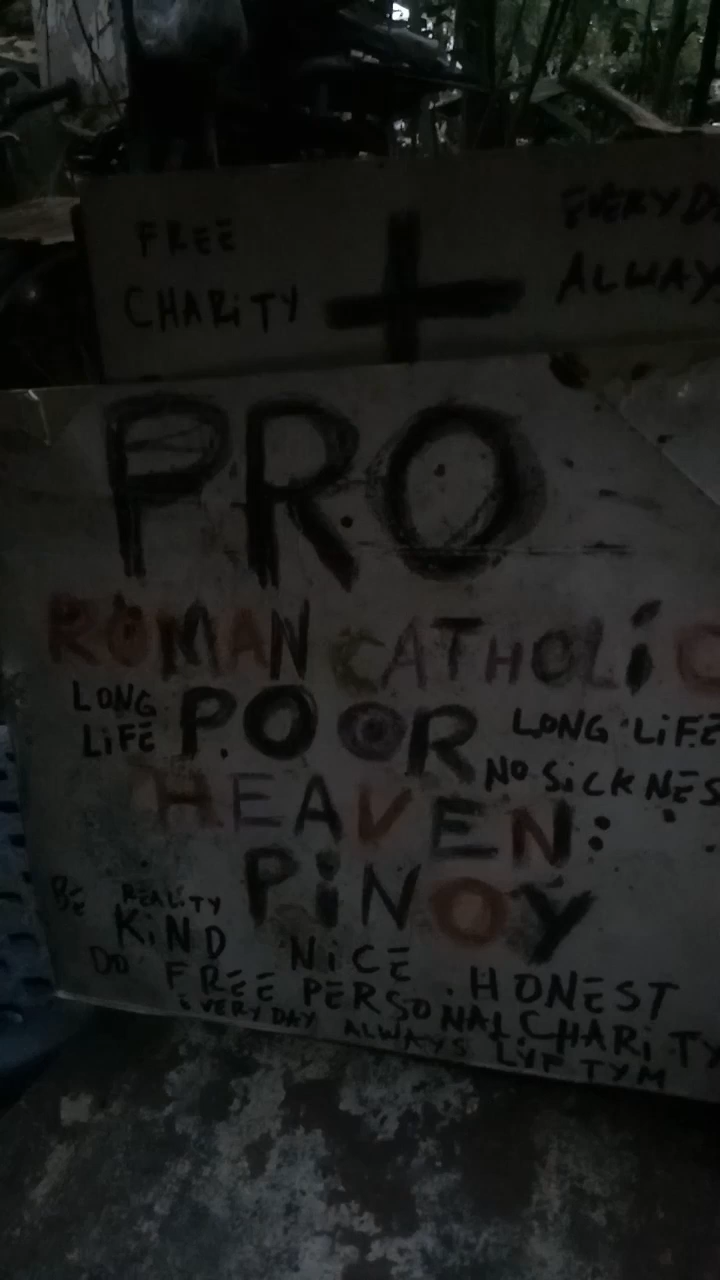 FREE
CHARiTY
EVERYD
ALWAY
PRO
ROMAN CATHOLiC
LONG
LiFE
POOR
LONG LiFE
NO SiCKNES
HEAVEN:
PiNOY
BE REALITY
KiND NiCE HONEST
DO FREE PERSONAL CHARiTY
EVERYDAY ALWAYS LYF TYM